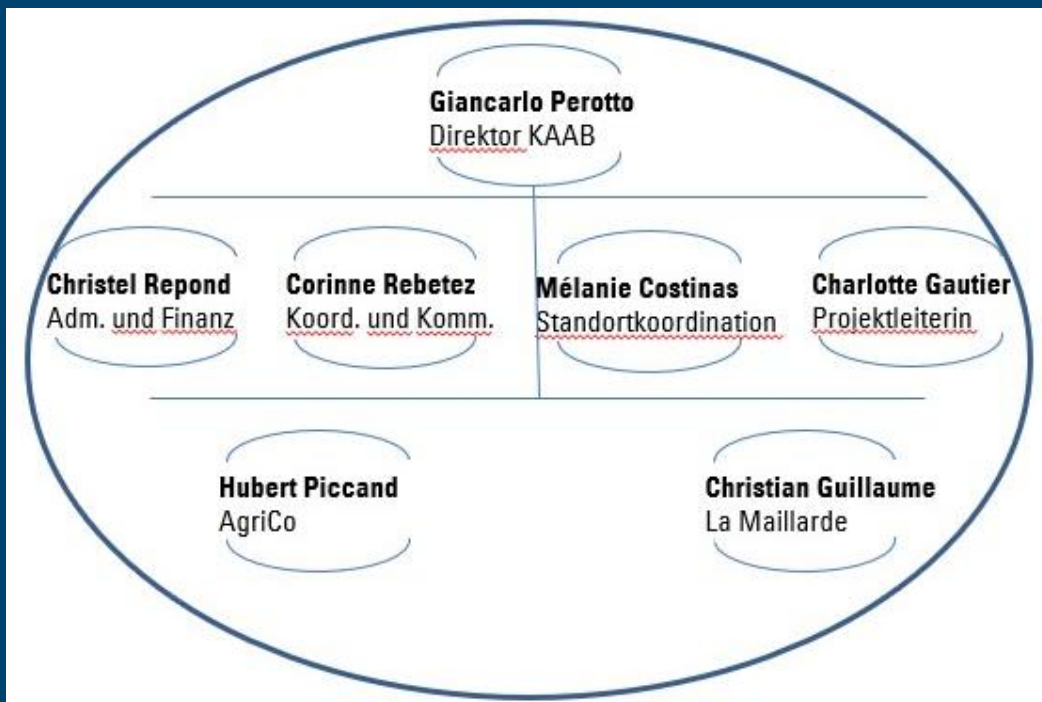 Giancarlo Perotto
Direktor KAAB
Christel Repond
Adm. und Finanz
Corinne Rebetez
Koord. und Komm.
Mélanie Costinas
Standortkoordination
Charlotte Gautier
Projektleiterin
Hubert Piccand
AgriCo
Christian Guillaume
La Maillarde